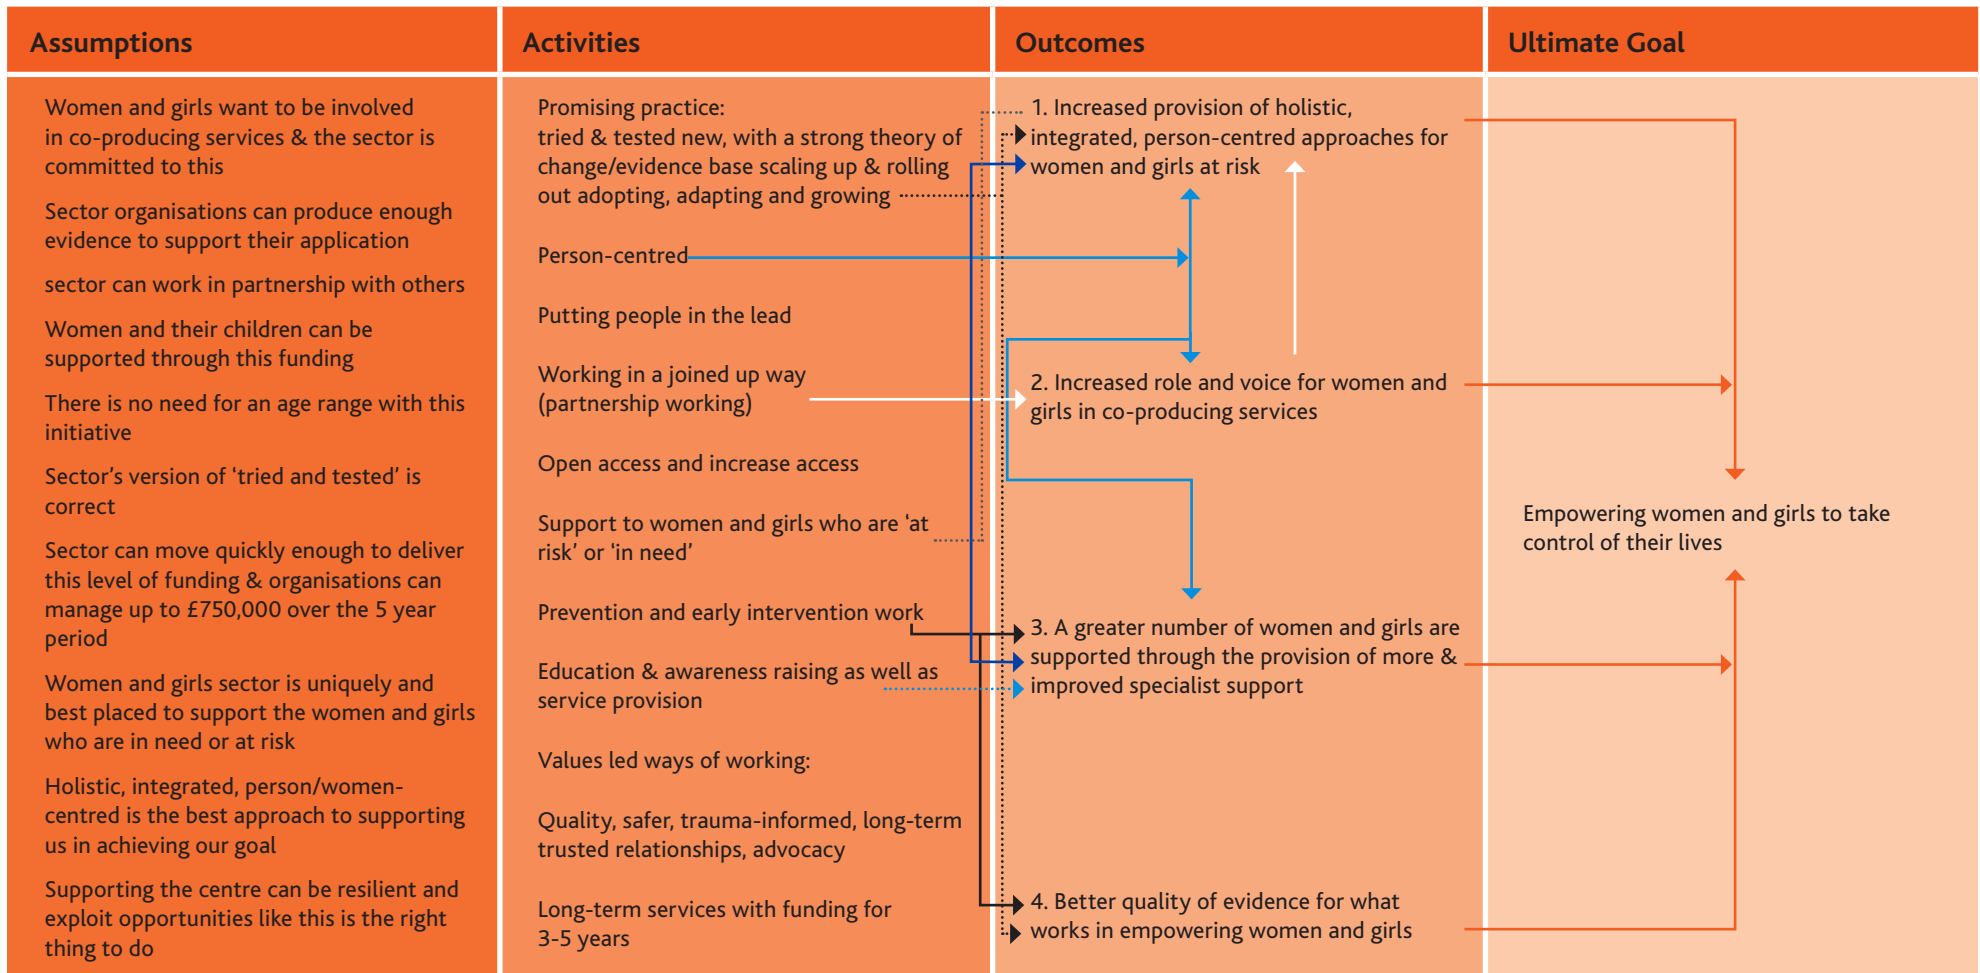 Assumptions
Women and girls want to be involved
in co-producing services & the sector is
committed to this
Sector organisations can produce enough
evidence to support their application
sector can work in partnership with others
Women and their children can be
supported through this funding
There is no need for an age range with this
initiative
Sector’s version of ‘tried and tested’ is
correct
Sector can move quickly enough to deliver
this level of funding & organisations can
manage up to £750,000 over the 5 year
period
Women and girls sector is uniquely and
best placed to support the women and girls
who are in need or at risk
Holistic, integrated, person/women-
centred is the best approach to supporting
us in achieving our goal
Supporting the centre can be resilient and
exploit opportunities like this is the right
thing to do
Activities
Promising practice:
tried & tested new, with a strong theory of
change/evidence base scaling up & rolling
out adopting, adapting and growing
Person-centred
Putting people in the lead
Working in a joined up way
(partnership working)
Open access and increase access
Support to women and girls who are ‘at
risk’ or ‘in need’
Prevention and early intervention work
Education & awareness raising as well as
service provision
Values led ways of working:
Quality, safer, trauma-informed, long-term
trusted relationships, advocacy
Long-term services with funding for
3-5 years
Outcomes
1. Increased provision of holistic,
integrated, person-centred approaches for
women and girls at risk
2. Increased role and voice for women and
girls in co-producing services
3. A greater number of women and girls are
supported through the provision of more &
improved specialist support
4. Better quality of evidence for what
works in empowering women and girls
Ultimate Goal
Empowering women and girls to take
control of their lives